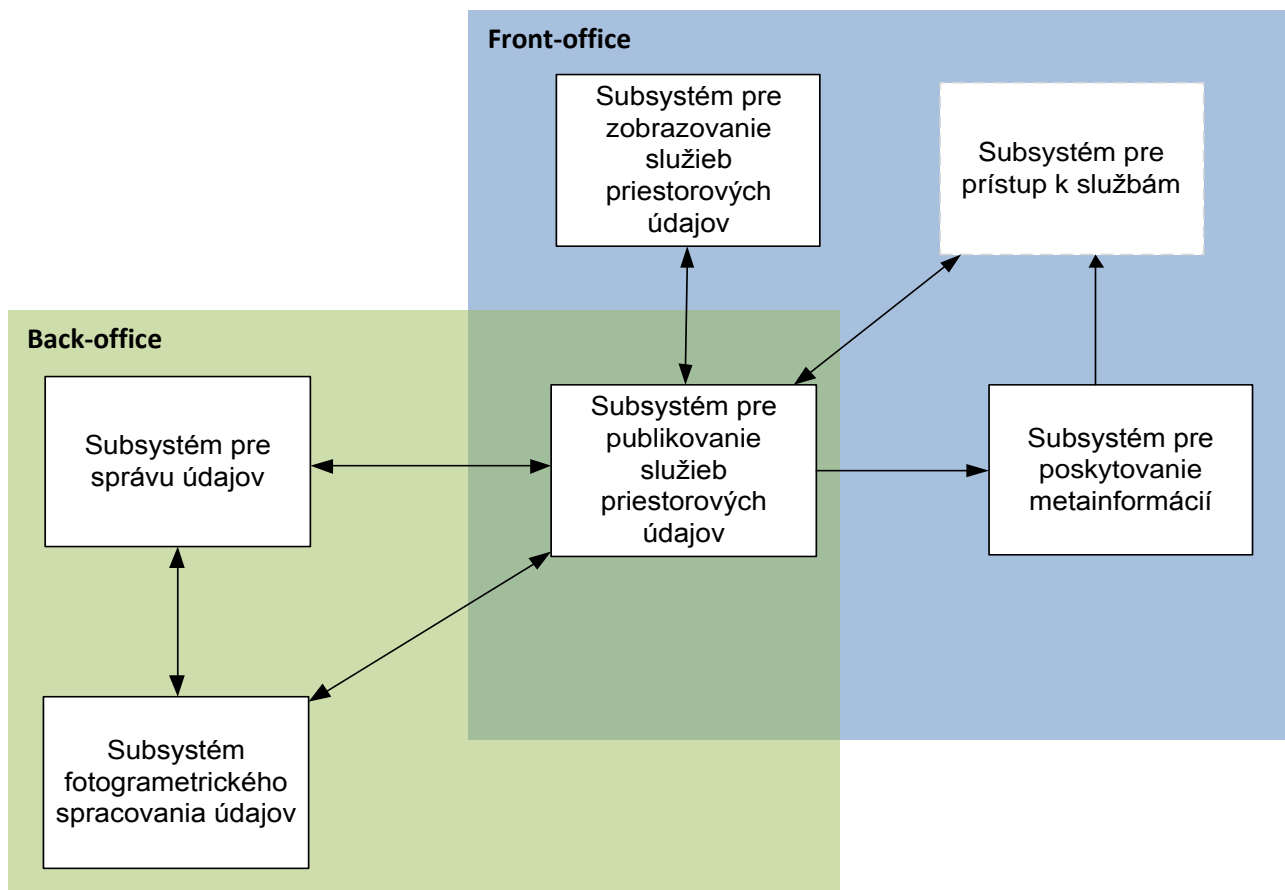 Front-office
Subsystém pre
zobrazovanie
služieb
priestorových
údajov
Subsystém pre
prístup k službám
Back-office
Subsystém pre
správu údajov
Subsystém pre
publikovanie
služieb
priestorových
údajov
Subsystém pre
poskytovanie
metainformácií
Subsystém
fotogrametrického
spracovania údajov